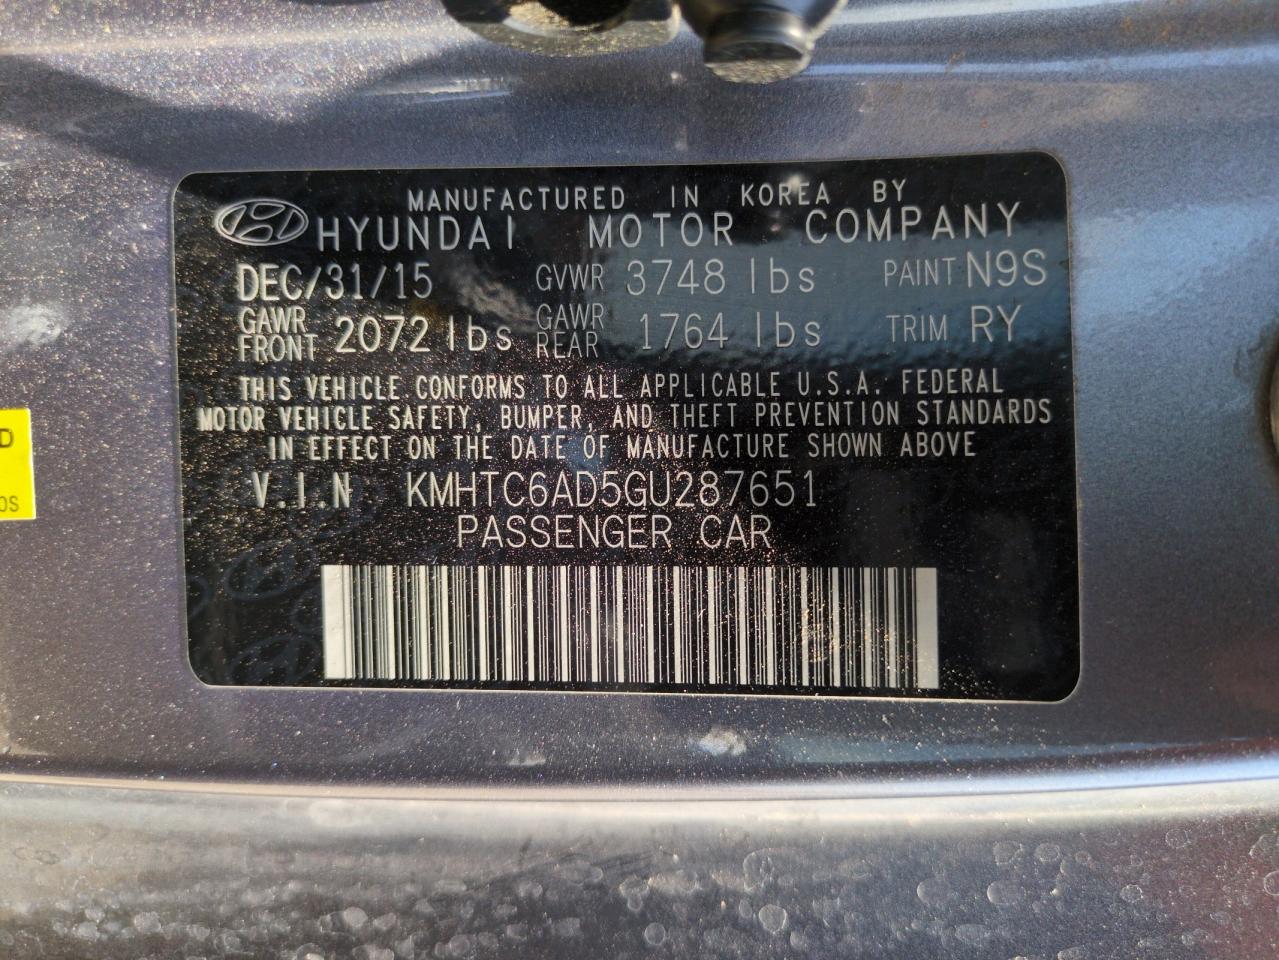 MANUFACTURED IN KOREA BY
HYUNDAI MOTOR COMPANY
DEC/31/15 GVWR 3748 lbs PAINT N9S
GAWR FRONT 2072 lbs GAWR REAR 1764 lbs TRIM RY
THIS VEHICLE CONFORMS TO ALL APPLICABLE U.S.A. FEDERAL
MOTOR VEHICLE SAFETY, BUMPER, AND THEFT PREVENTION STANDARDS
IN EFFECT ON THE DATE OF MANUFACTURE SHOWN ABOVE
V.I.N KMHTC6AD5GU287651
PASSENGER CAR
D
0S